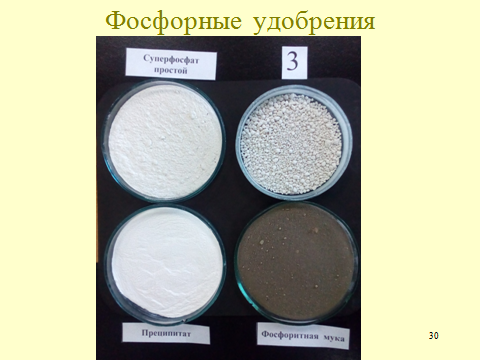 Фосфорные удобрения
Суперфосфат
простой
3
Преципитат
Фосфоритная мука
30